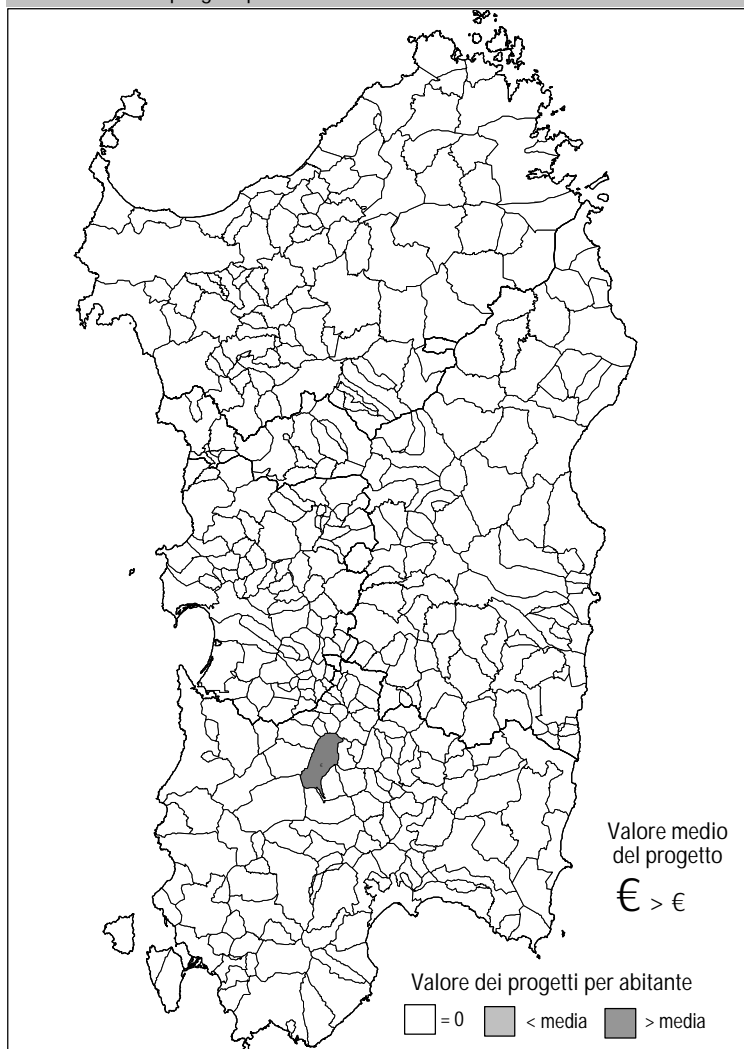 Valore medio
del progetto
€ > €
Valore dei progetti per abitante
= 0 < media > media